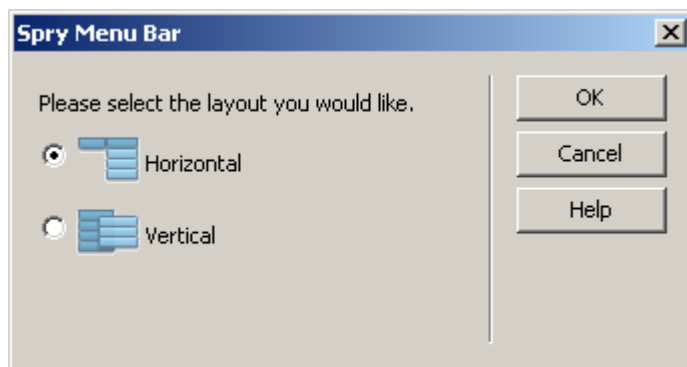 Spry Menu Bar
Please select the layout you would like.
Horizontal
Vertical
OK
Cancel
Help